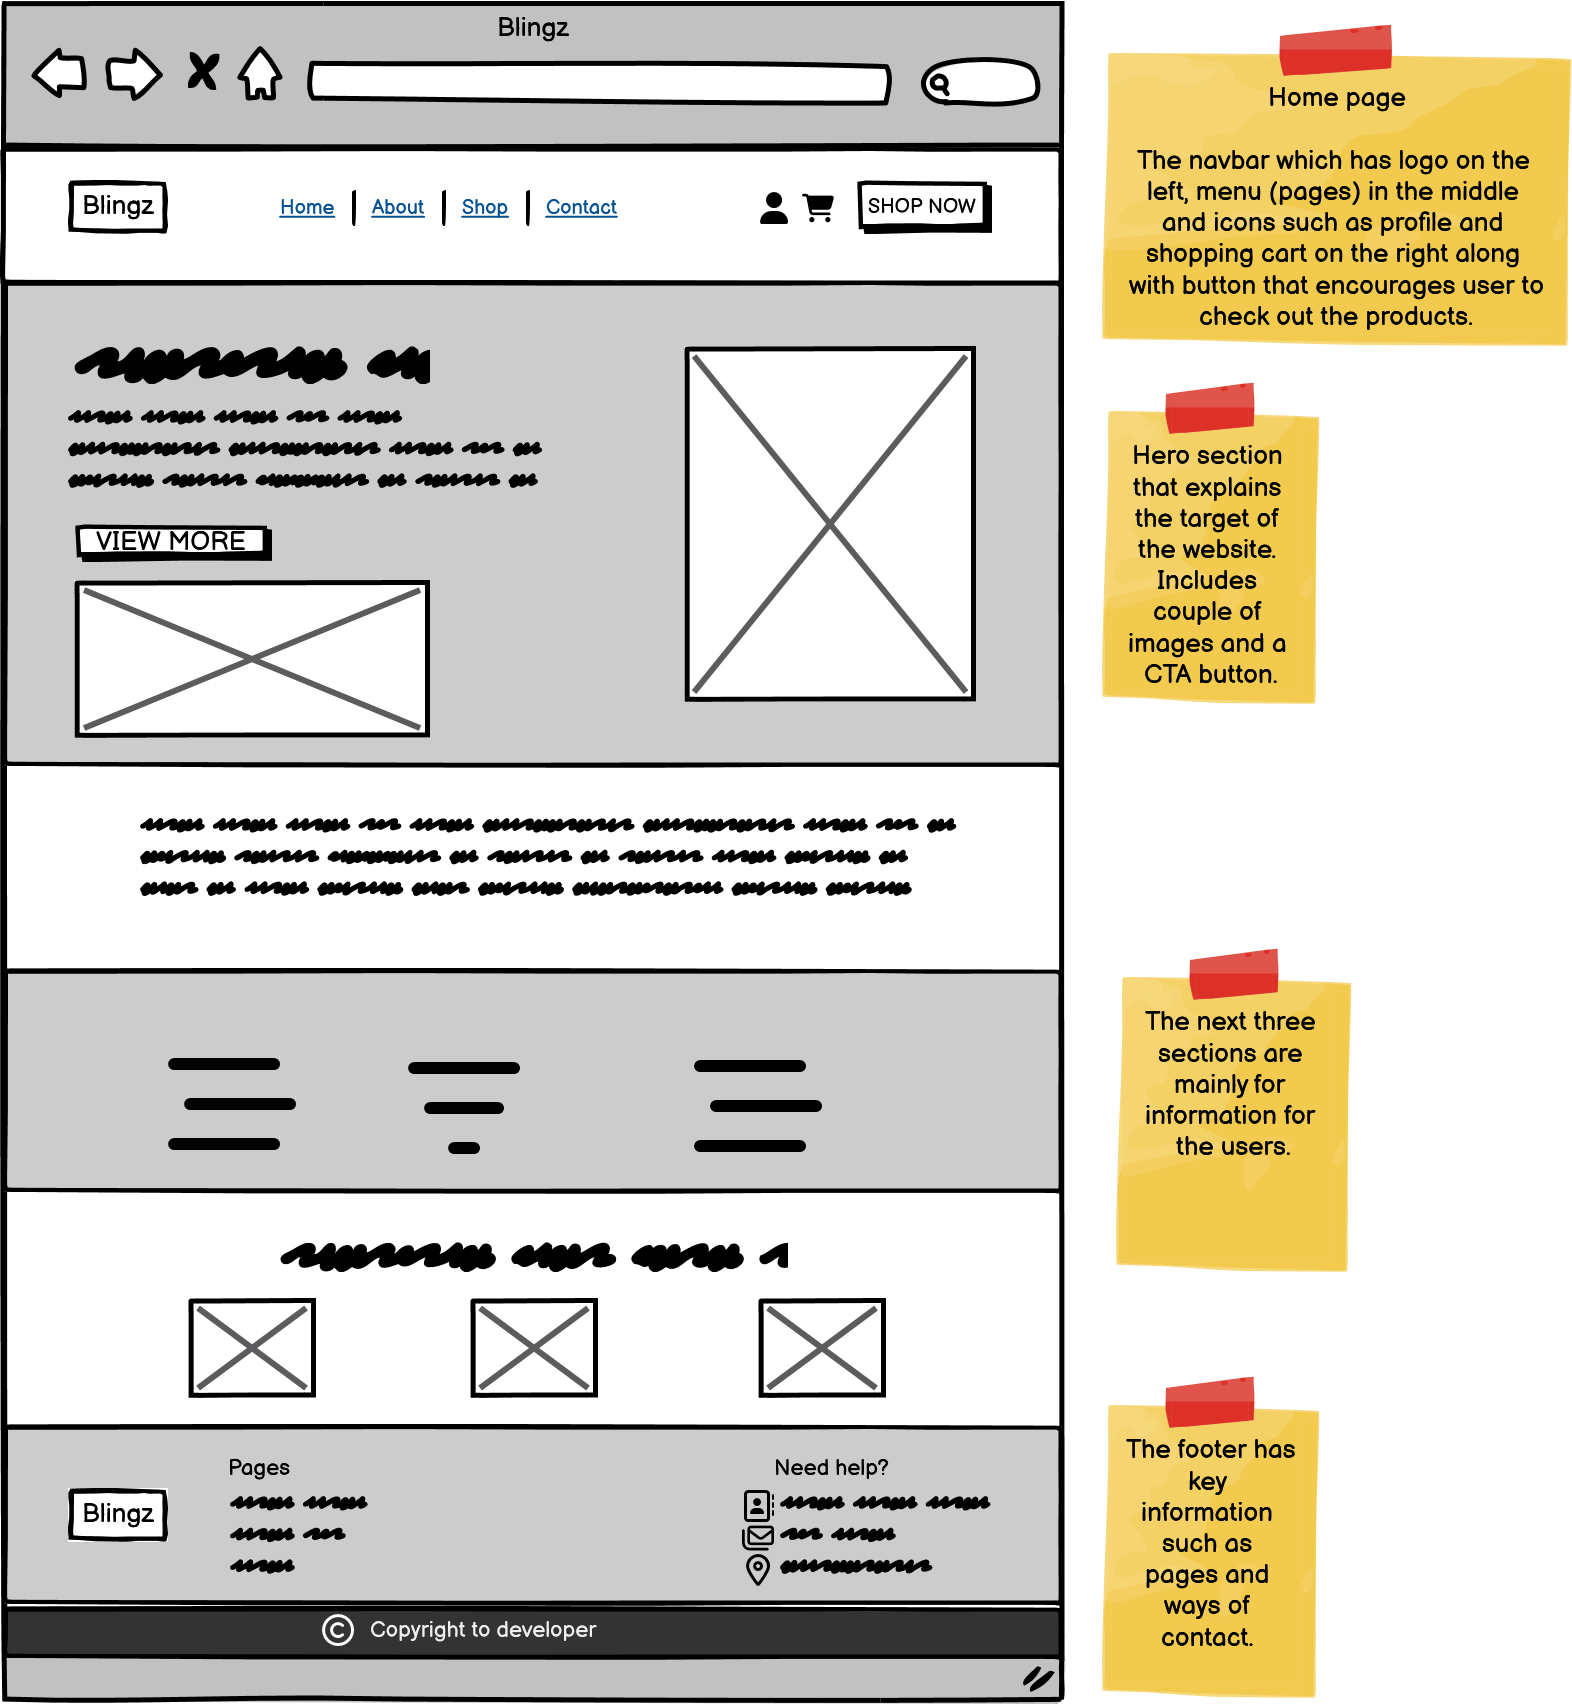 Blingz
Blingz
Home
About
Shop
Contact
SHOP NOW
VIEW MORE
Pages
Need help?
Blingz
© Copyright to developer
Home page
The navbar which has logo on the
left, menu (pages) in the middle
and icons such as profile and
shopping cart on the right along
with button that encourages user to
check out the products.
Hero section
that explains
the target of
the website.
Includes
couple of
images and a
CTA button.
The next three
sections are
mainly for
information for
the users.
The footer has
key
information
such as
pages and
ways of
contact.